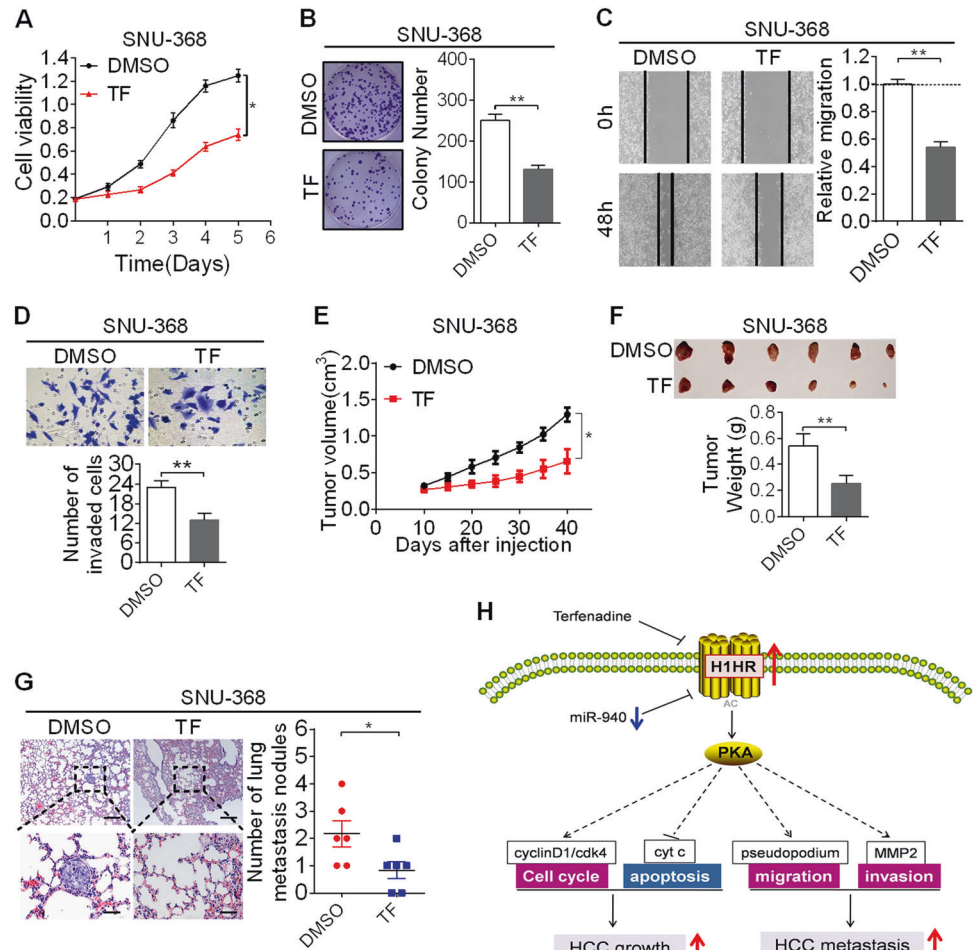 A
SNU-368
DMSO
TF
Cell viability
1.4
1.2
1.0
0.8
0.6
0.4
0.2
0.0
*
1 2 3 4 5 6
Time(Days)
B
SNU-368
DMSO
TF
Colony Number
400
300
200
100
0
**
DMSO
TF
C
SNU-368
DMSO TF
0h
48h
Relative migration
1.2
1.0
0.8
0.6
0.4
0.2
0.0
**
DMSO
TF
D
SNU-368
DMSO TF
Number of
invaded cells
30
24
18
12
6
0
**
DMSO
TF
E
SNU-368
DMSO
TF
Tumor volume(cm³)
2.0
1.5
1.0
0.5
0.0
*
0 10 20 30 40
Days after injection
F
SNU-368
DMSO
TF
Tumor
Weight (g)
0.8
0.6
0.4
0.2
0.0
**
DMSO
TF
G
SNU-368
DMSO TF
Number of lung
metastasis nodules
6
5
4
3
2
1
0
*
DMSO
TF
H
Terfenadine
H1HR
AC
miR-940
PKA
cyclinD1/cdk4 cyt c pseudopodium MMP2
Cell cycle apoptosis migration invasion
HCC growth HCC metastasis